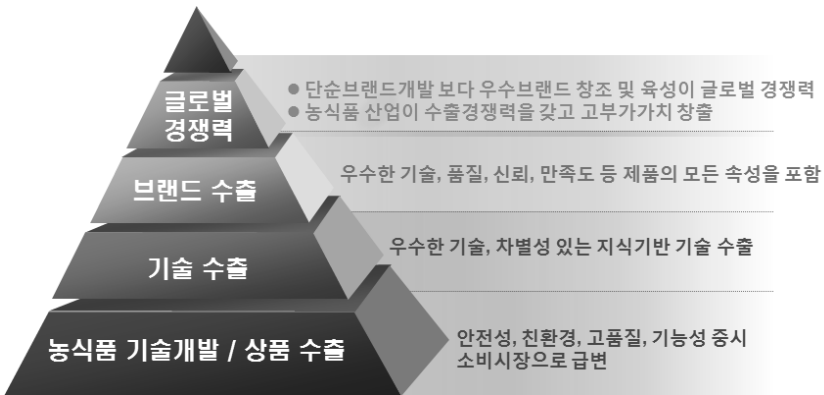 글로벌
경쟁력
● 단순브랜드개발 보다 우수브랜드 창조 및 육성이 글로벌 경쟁력
● 농식품 산업이 수출경쟁력을 갖고 고부가가치 창출
브랜드 수출
우수한 기술, 품질, 신뢰, 만족도 등 제품의 모든 속성을 포함
기술 수출
우수한 기술, 차별성 있는 지식기반 기술 수출
농식품 기술개발 / 상품 수출
안전성, 친환경, 고품질, 기능성 중시
소비시장으로 급변